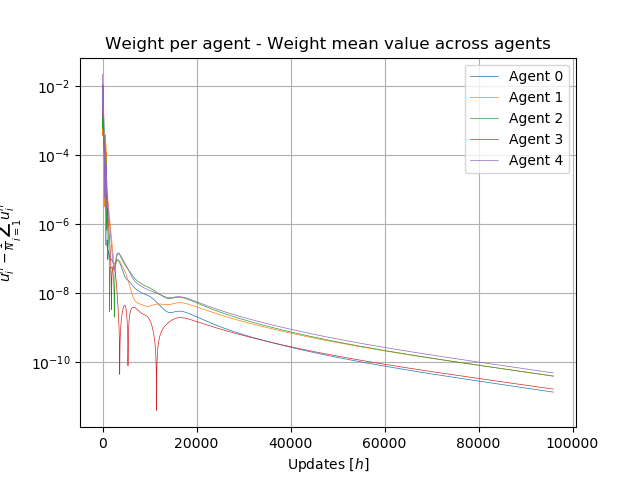 Weight per agent - Weight mean value across agents
10⁻²
10⁻⁴
10⁻⁶
10⁻⁸
10⁻¹⁰
Agent 0
Agent 1
Agent 2
Agent 3
Agent 4
0
20000
40000
60000
80000
100000
Updates [h]